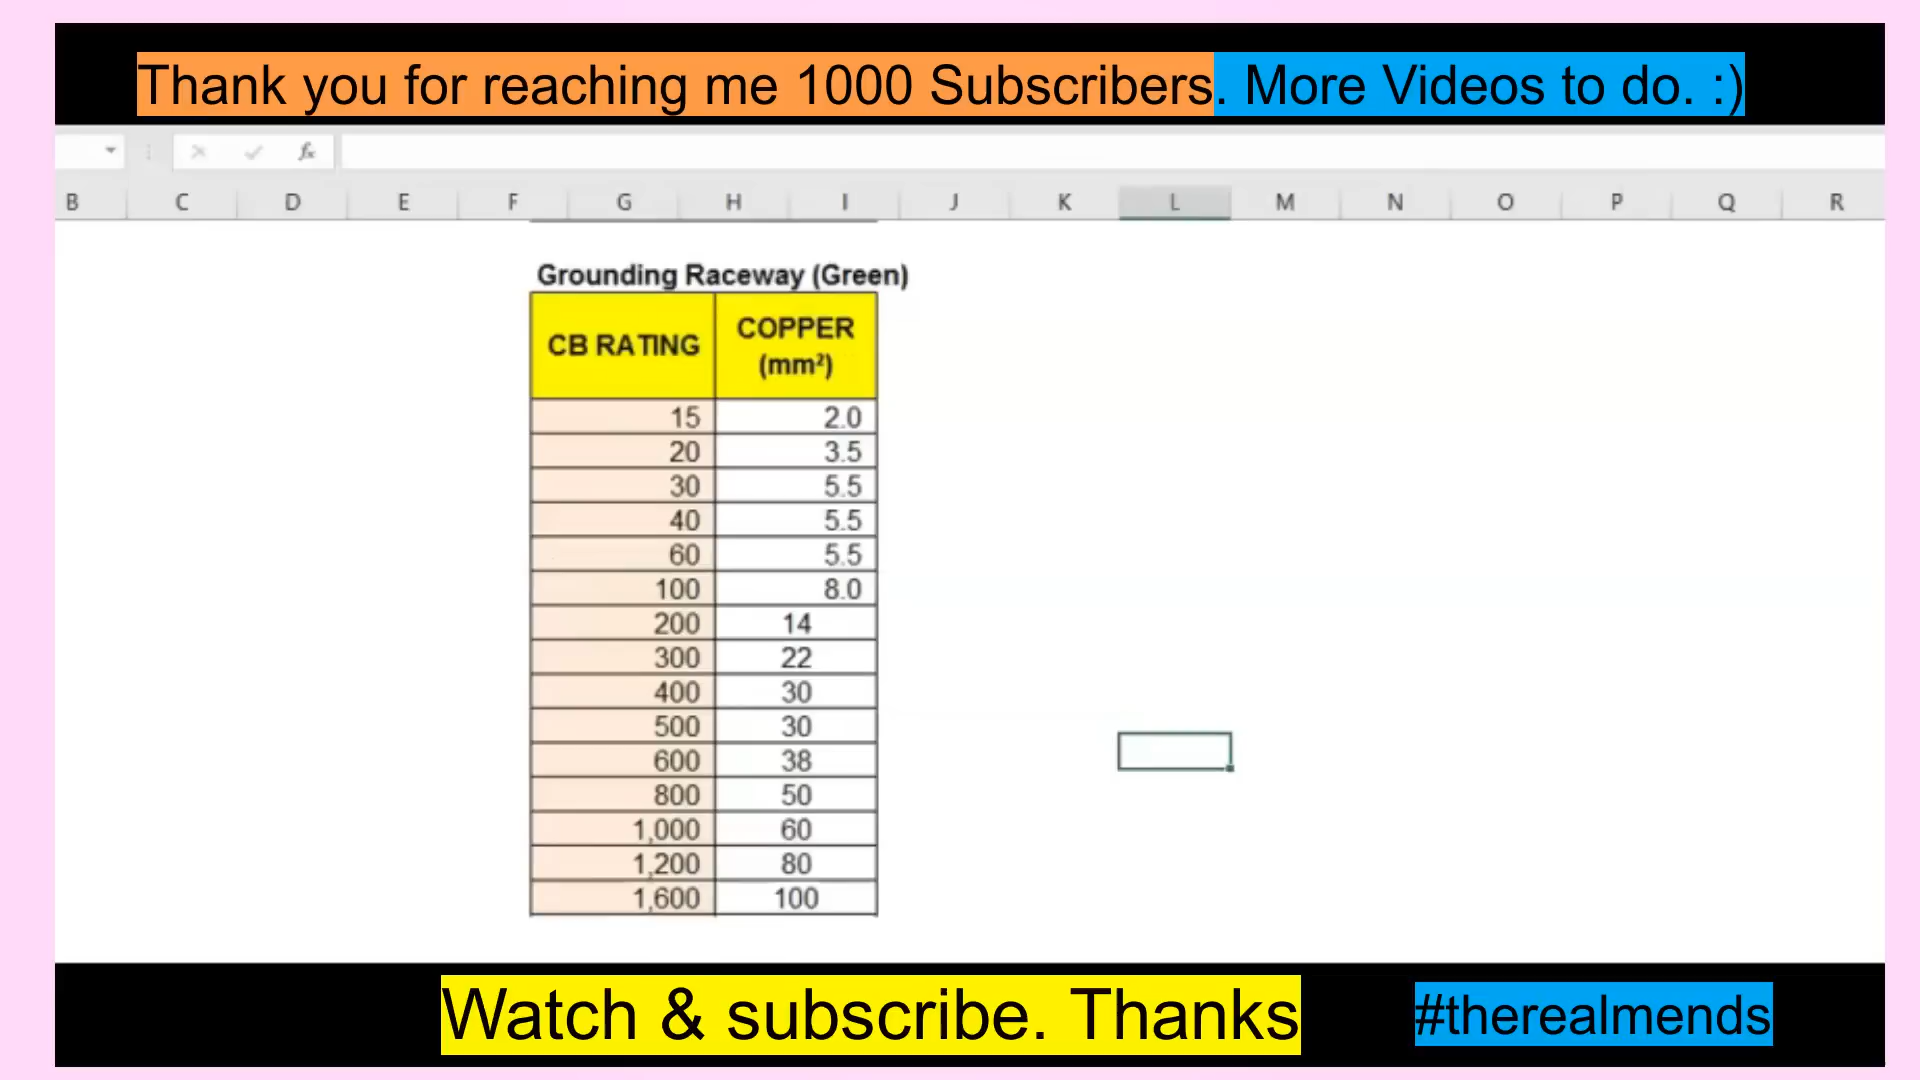 Thank you for reaching me 1000 Subscribers. More Videos to do. :)
fx
B C D E F G H I J K L M N O P Q R
Grounding Raceway (Green)
CB RATING COPPER (mm²)
15 2.0
20 3.5
30 5.5
40 5.5
60 5.5
100 8.0
200 14
300 22
400 30
500 30
600 38
800 50
1,000 60
1,200 80
1,600 100
Watch & subscribe. Thanks #therealmends